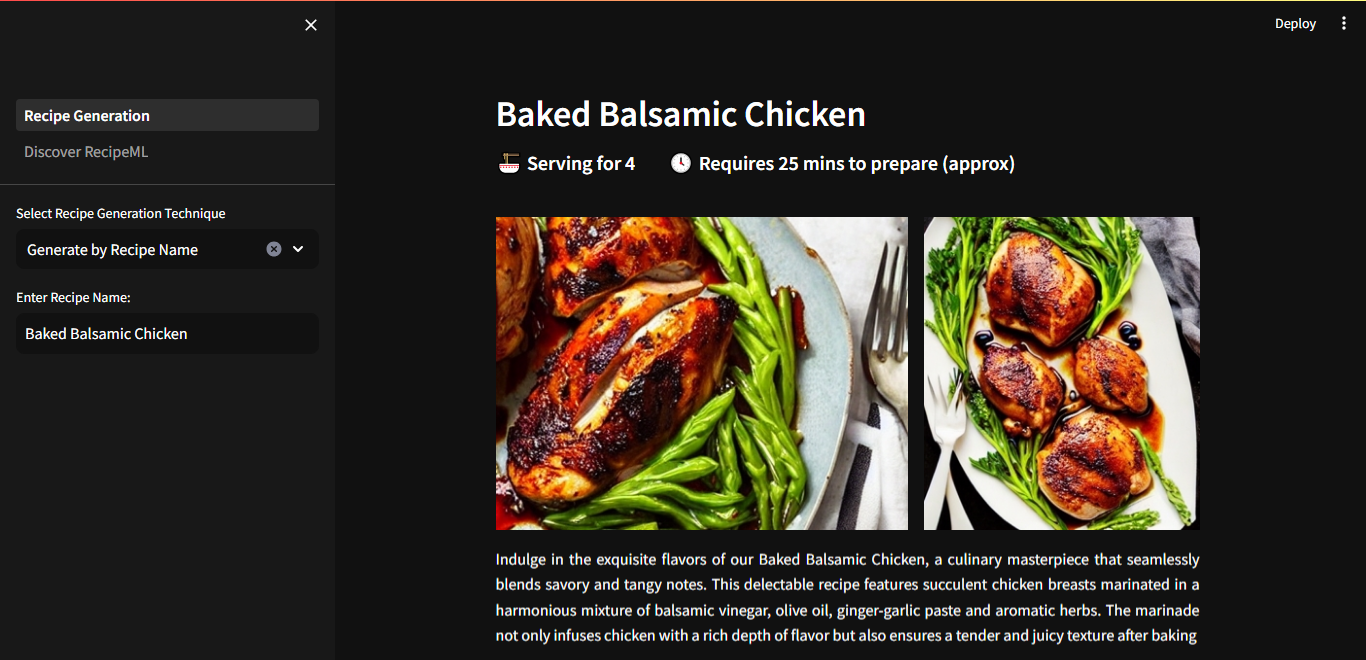 Deploy
Recipe Generation
Discover RecipeML
Select Recipe Generation Technique
Generate by Recipe Name
Enter Recipe Name:
Baked Balsamic Chicken
Baked Balsamic Chicken
Serving for 4 Requires 25 mins to prepare (approx)
Indulge in the exquisite flavors of our Baked Balsamic Chicken, a culinary masterpiece that seamlessly
blends savory and tangy notes. This delectable recipe features succulent chicken breasts marinated in a
harmonious mixture of balsamic vinegar, olive oil, ginger-garlic paste and aromatic herbs. The marinade
not only infuses chicken with a rich depth of flavor but also ensures a tender and juicy texture after baking